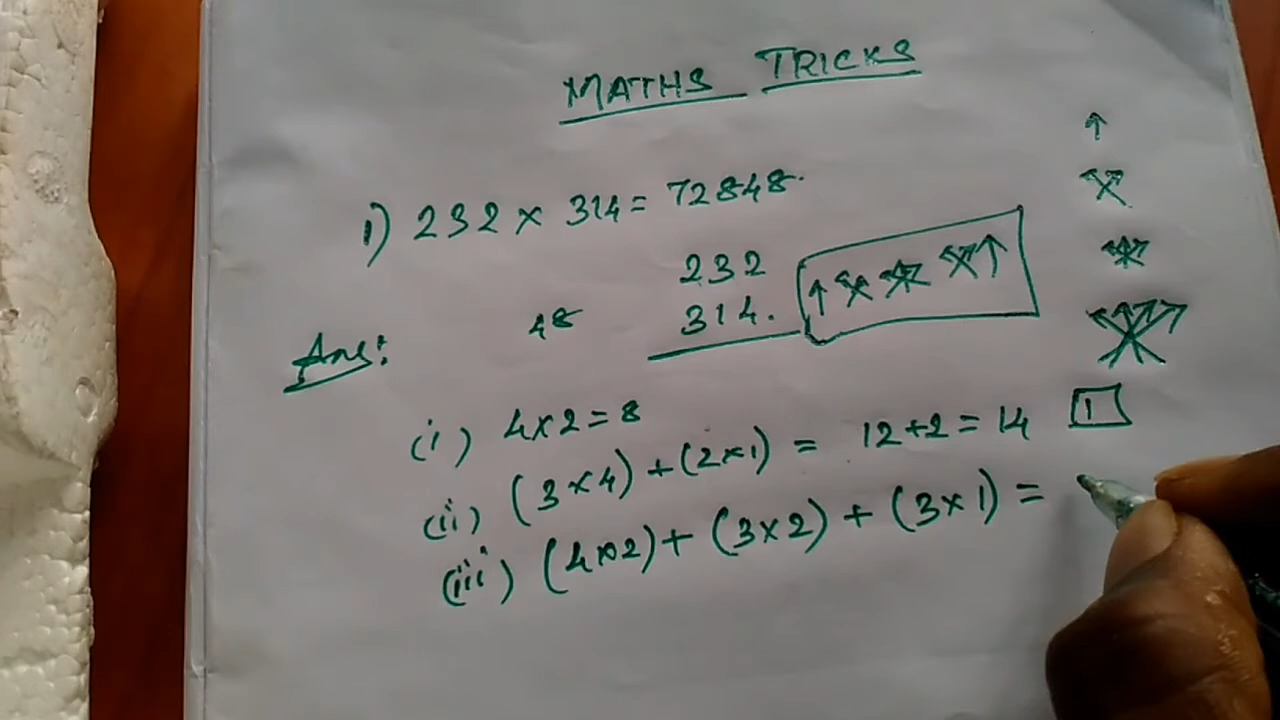 MATHS TRICKS
1) 232 × 314 = 72848.
232
48 314.
Ans:
(i) 4×2=8
(ii) (3×4)+(2×1) = 12+2=14 1
(iii) (4×2)+(3×2)+(3×1) =